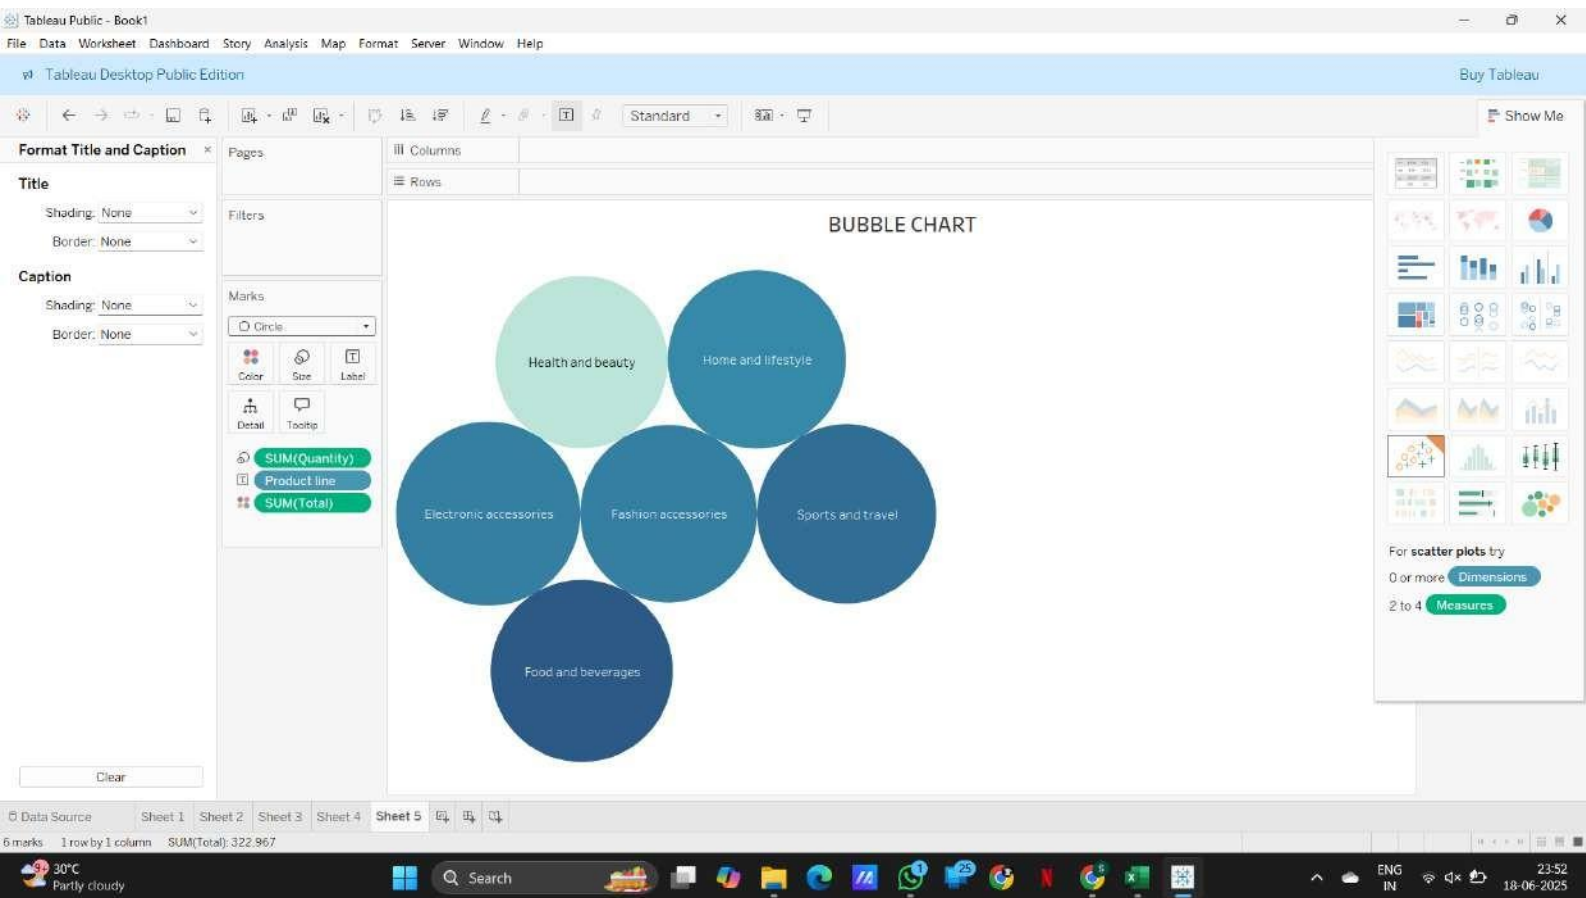 Tableau Public - Book1
File Data Worksheet Dashboard Story Analysis Map Format Server Window Help
Tableau Desktop Public Edition
Buy Tableau
Standard
Show Me
Format Title and Caption ×
Title
Shading: None
Border: None
Caption
Shading: None
Border: None
Clear
Pages
Filters
Marks
Circle
Color Size Label
Detail Tooltip
SUM(Quantity)
Product line
SUM(Total)
Columns
Rows
BUBBLE CHART
Health and beauty
Home and lifestyle
Electronic accessories
Fashion accessories
Sports and travel
Food and beverages
For scatter plots try
0 or more Dimensions
2 to 4 Measures
Data Source Sheet 1 Sheet 2 Sheet 3 Sheet 4 Sheet 5
6 marks 1 row by 1 column SUM(Total): 322,967
30°C
Partly cloudy
Search
1
25
ENG
IN
23:52
18-06-2025